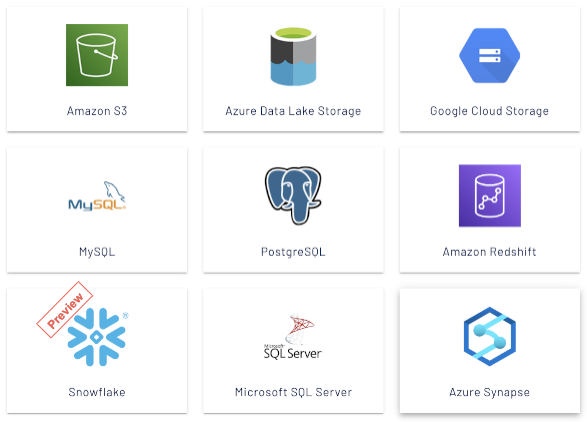 Amazon S3
Azure Data Lake Storage
Google Cloud Storage
MySQL®
MySQL
PostgreSQL
Amazon Redshift
Preview
®
Snowflake
Microsoft
SQL Server
Microsoft SQL Server
Azure Synapse